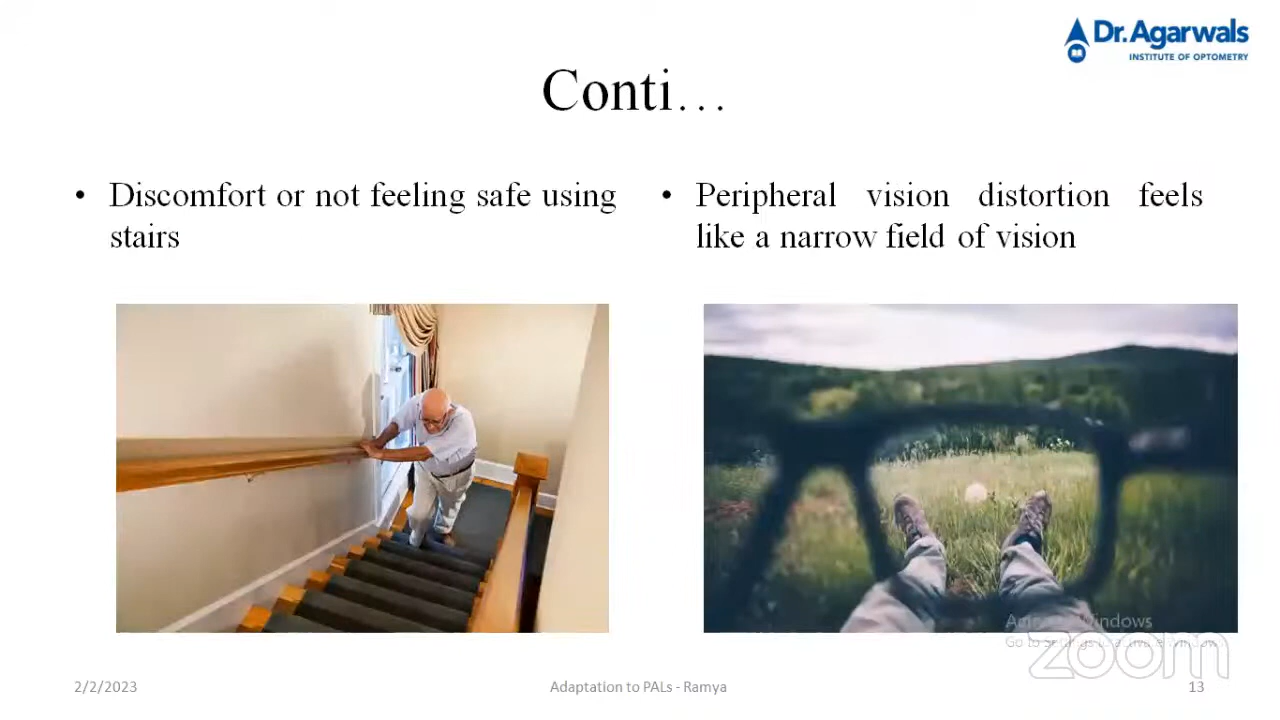 Dr.Agarwals
INSTITUTE OF OPTOMETRY
Conti…
• Discomfort or not feeling safe using
stairs
• Peripheral vision distortion feels
like a narrow field of vision
Windows
Go to Settings to activate Windows.
zoom
2/2/2023
Adaptation to PALs - Ramya
13